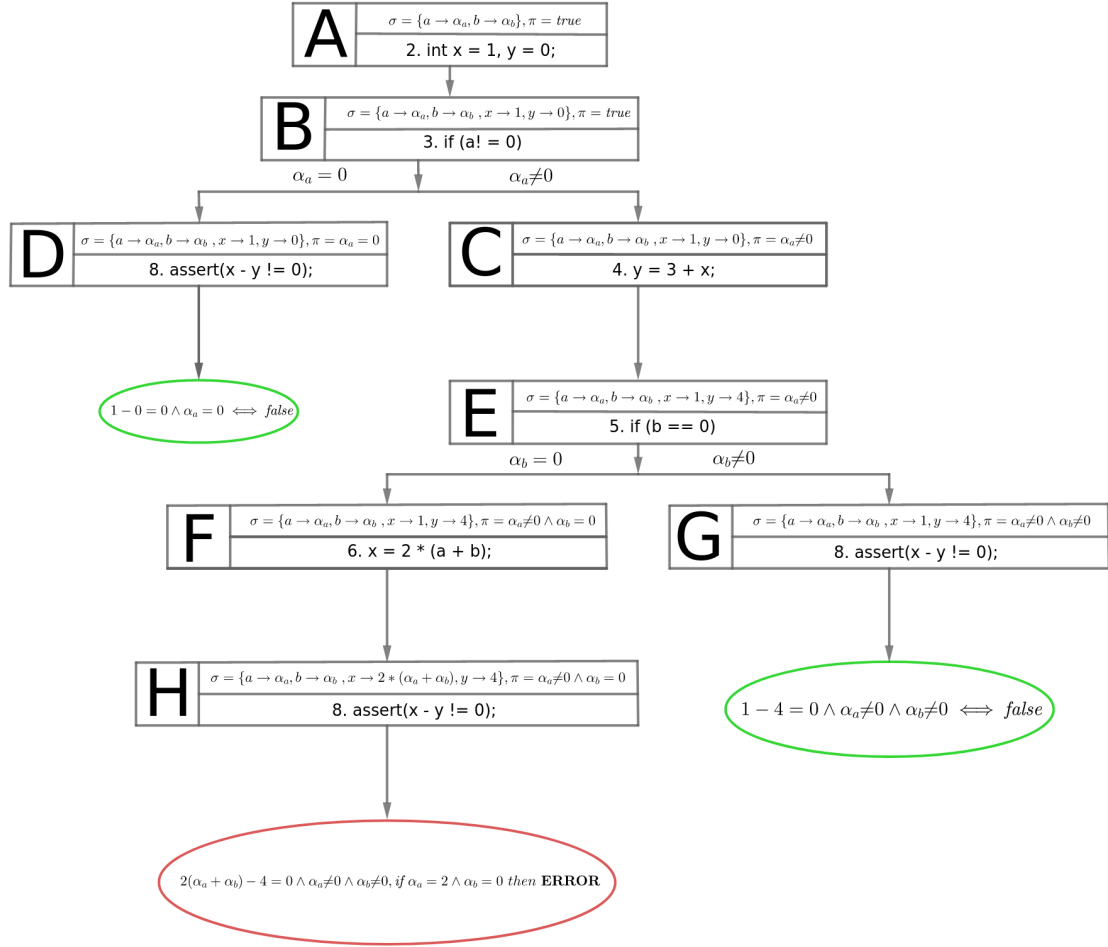 A
σ = {a → α_a, b → α_b}, π = true
2. int x = 1, y = 0;
B
σ = {a → α_a, b → α_b , x → 1, y → 0}, π = true
3. if (a! = 0)
α_a = 0
α_a≠0
D
σ = {a → α_a, b → α_b , x → 1, y → 0}, π = α_a = 0
8. assert(x - y != 0);
C
σ = {a → α_a, b → α_b , x → 1, y → 0}, π = α_a≠0
4. y = 3 + x;
1 − 0 = 0 ∧ α_a = 0 ⟺ false
E
σ = {a → α_a, b → α_b , x → 1, y → 4}, π = α_a≠0
5. if (b == 0)
α_b = 0
α_b≠0
F
σ = {a → α_a, b → α_b , x → 1, y → 4}, π = α_a≠0 ∧ α_b = 0
6. x = 2 * (a + b);
G
σ = {a → α_a, b → α_b , x → 1, y → 4}, π = α_a≠0 ∧ α_b≠0
8. assert(x - y != 0);
H
σ = {a → α_a, b → α_b , x → 2 ∗ (α_a + α_b), y → 4}, π = α_a≠0 ∧ α_b = 0
8. assert(x - y != 0);
1 − 4 = 0 ∧ α_a≠0 ∧ α_b≠0 ⟺ false
2(α_a + α_b) − 4 = 0 ∧ α_a≠0 ∧ α_b≠0, if α_a = 2 ∧ α_b = 0 then ERROR